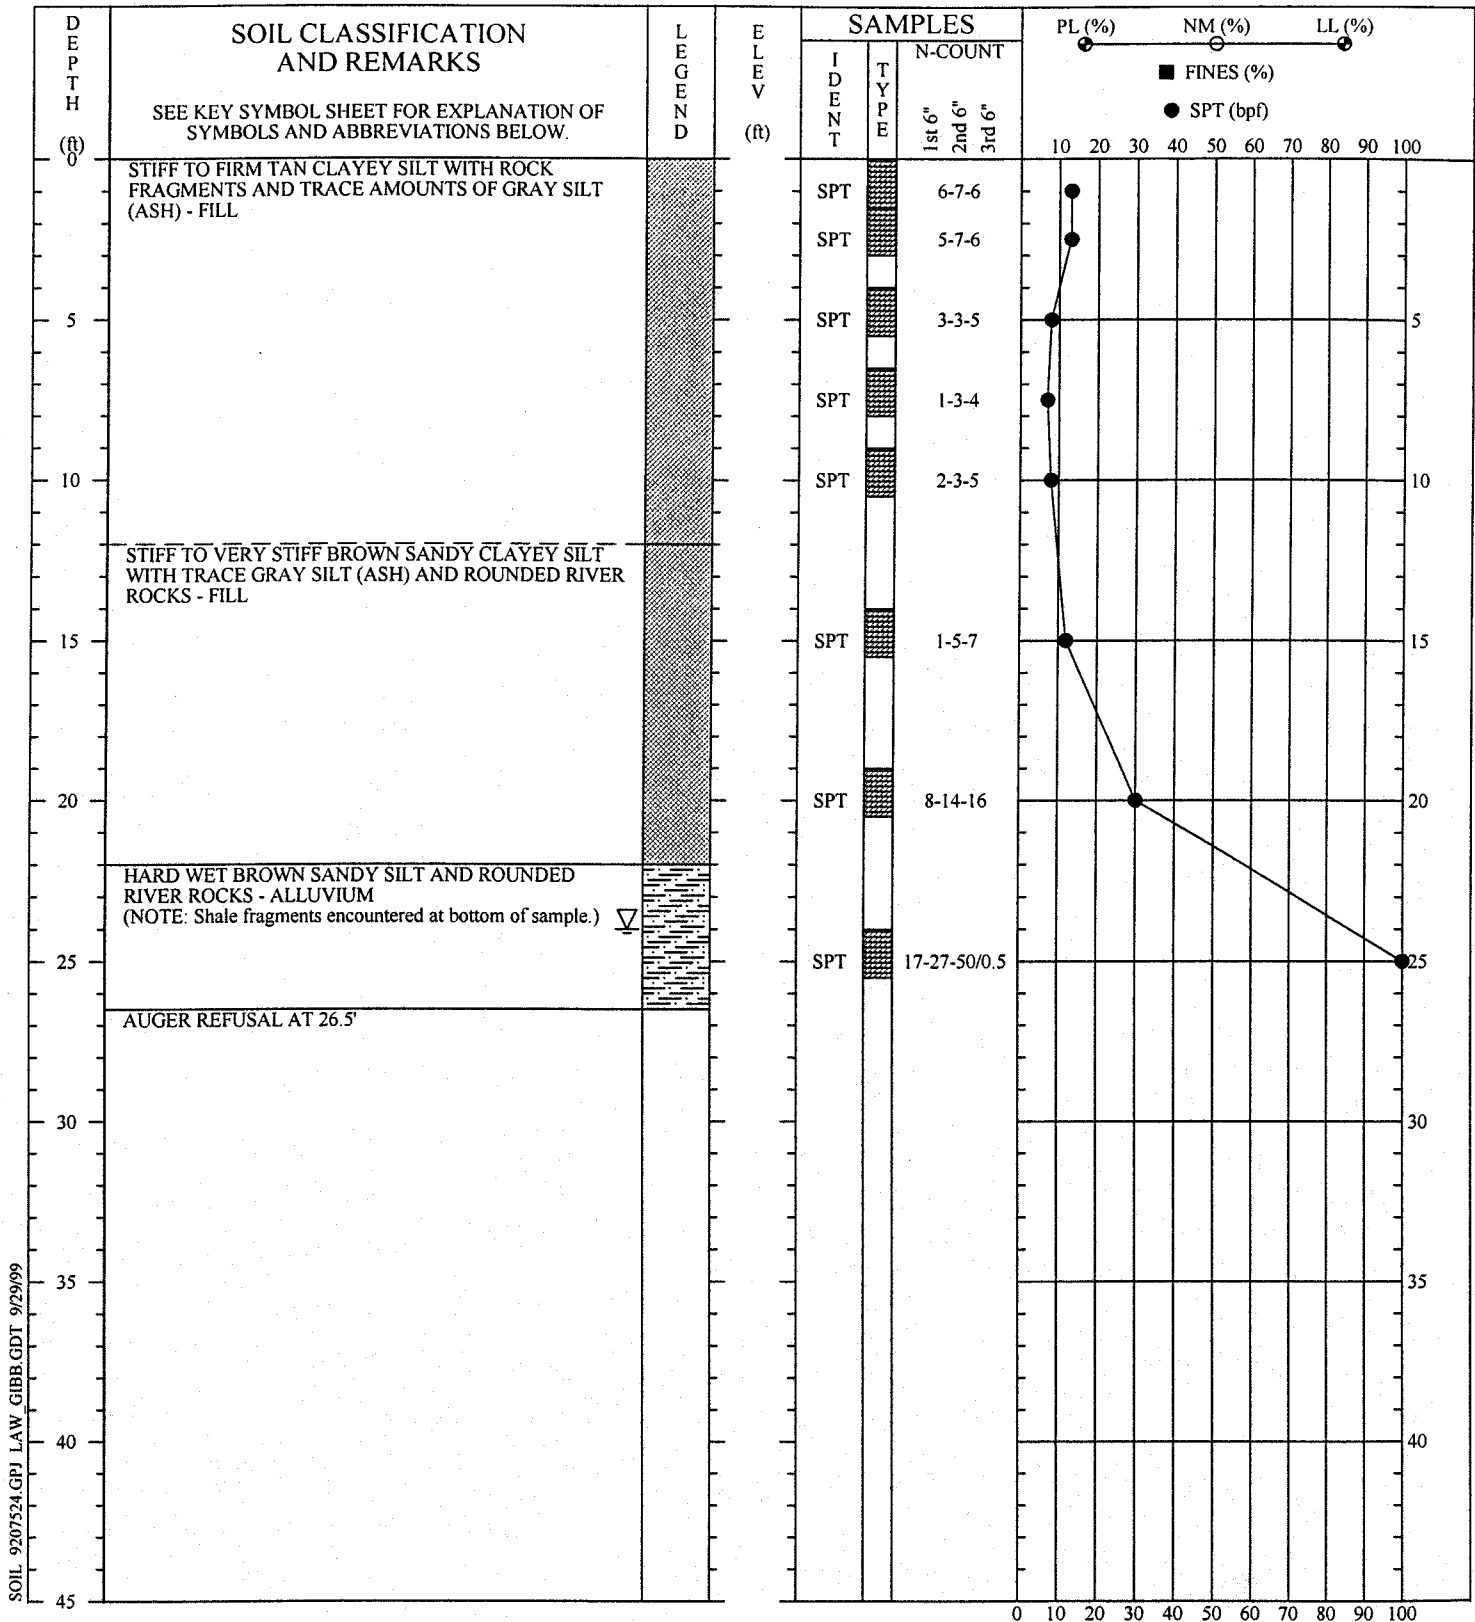 DEPTH (ft)
SOIL CLASSIFICATION
AND REMARKS
SEE KEY SYMBOL SHEET FOR EXPLANATION OF
SYMBOLS AND ABBREVIATIONS BELOW.
LEGEND
ELEV (ft)
SAMPLES
IDENT
TYPE
N-COUNT
1st 6"
2nd 6"
3rd 6"
PL (%) NM (%) LL (%)
FINES (%)
SPT (bpf)
10 20 30 40 50 60 70 80 90 100
0
STIFF TO FIRM TAN CLAYEY SILT WITH ROCK
FRAGMENTS AND TRACE AMOUNTS OF GRAY SILT
(ASH) - FILL
SPT 6-7-6
SPT 5-7-6
5 SPT 3-3-5 5
SPT 1-3-4
10 SPT 2-3-5 10
STIFF TO VERY STIFF BROWN SANDY CLAYEY SILT
WITH TRACE GRAY SILT (ASH) AND ROUNDED RIVER
ROCKS - FILL
15 SPT 1-5-7 15
20 SPT 8-14-16 20
HARD WET BROWN SANDY SILT AND ROUNDED
RIVER ROCKS - ALLUVIUM
(NOTE: Shale fragments encountered at bottom of sample.)
25 SPT 17-27-50/0.5 25
AUGER REFUSAL AT 26.5'
30 30
35 35
40 40
45
0 10 20 30 40 50 60 70 80 90 100
SOIL 9207524.GPJ LAW_GIBB.GDT 9/29/99